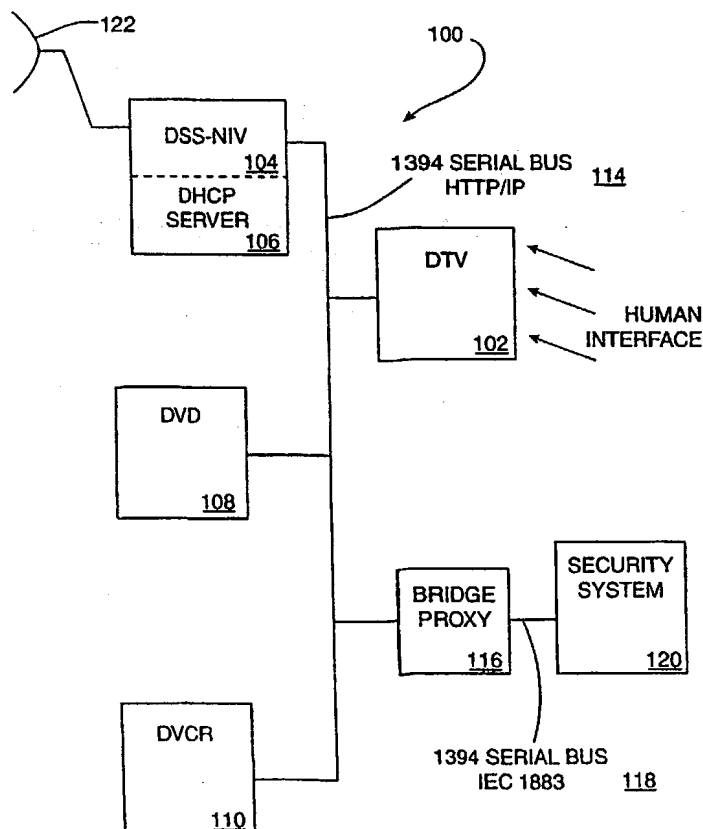 122
100
DSS-NIV
104
DHCP
SERVER
106
1394 SERIAL BUS
HTTP/IP
114
DTV
102
HUMAN
INTERFACE
DVD
108
BRIDGE
PROXY
116
SECURITY
SYSTEM
120
DVCR
110
1394 SERIAL BUS
IEC 1883
118